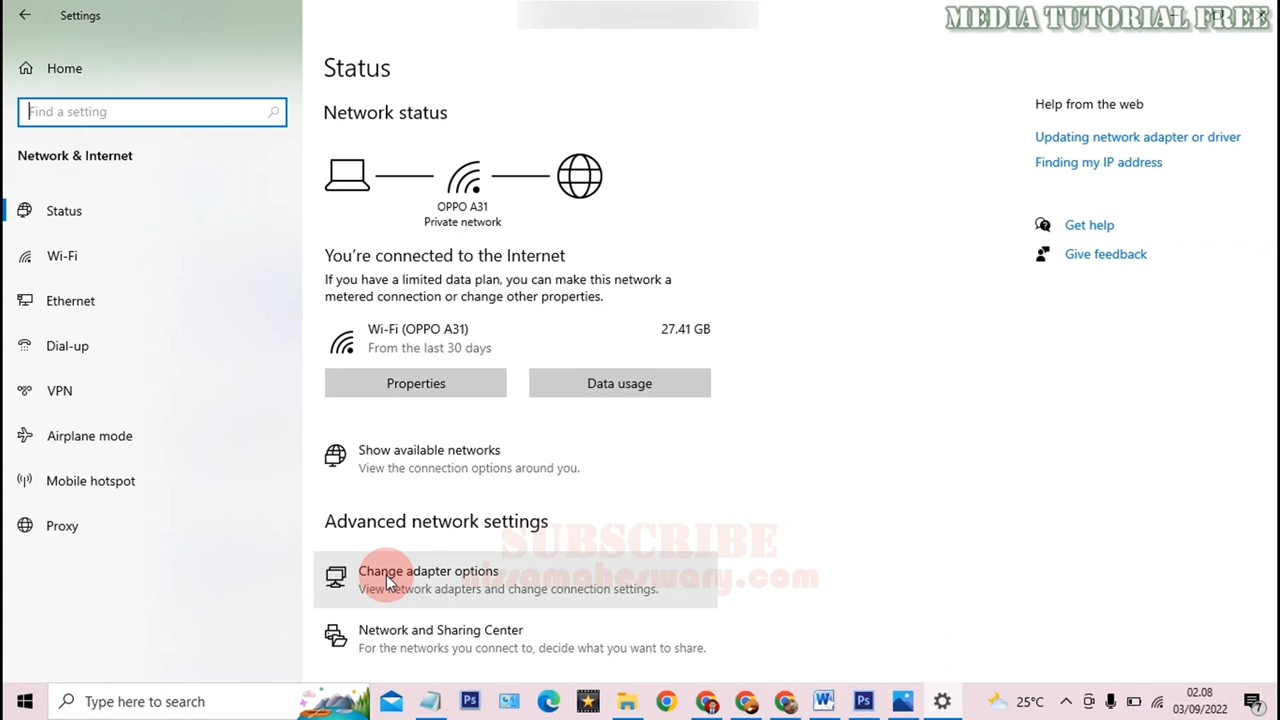 Settings
MEDIA TUTORIAL FREE
Home
Find a setting
Network & Internet
Status
Wi-Fi
Ethernet
Dial-up
VPN
Airplane mode
Mobile hotspot
Proxy
Status
Network status
OPPO A31
Private network
You're connected to the Internet
If you have a limited data plan, you can make this network a
metered connection or change other properties.
Wi-Fi (OPPO A31)
27.41 GB
From the last 30 days
Properties
Data usage
Show available networks
View the connection options around you.
Advanced network settings
SUBSCRIBE
Change adapter options
View network adapters and change connection settings.
Network and Sharing Center
For the networks you connect to, decide what you want to share.
Help from the web
Updating network adapter or driver
Finding my IP address
Get help
Give feedback
Type here to search
Ps
W
Ps
25°
02.08
03/09/2022
7